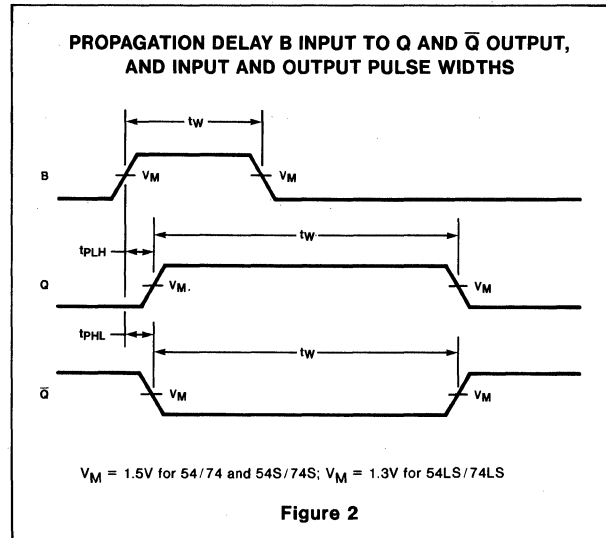 PROPAGATION DELAY B INPUT TO Q AND Q̅ OUTPUT,
AND INPUT AND OUTPUT PULSE WIDTHS
tW
B
VM
VM
tW
tPLH
Q
VM.
VM
tPHL
tW
Q̅
VM
VM
VM = 1.5V for 54/74 and 54S/74S; VM = 1.3V for 54LS/74LS
Figure 2